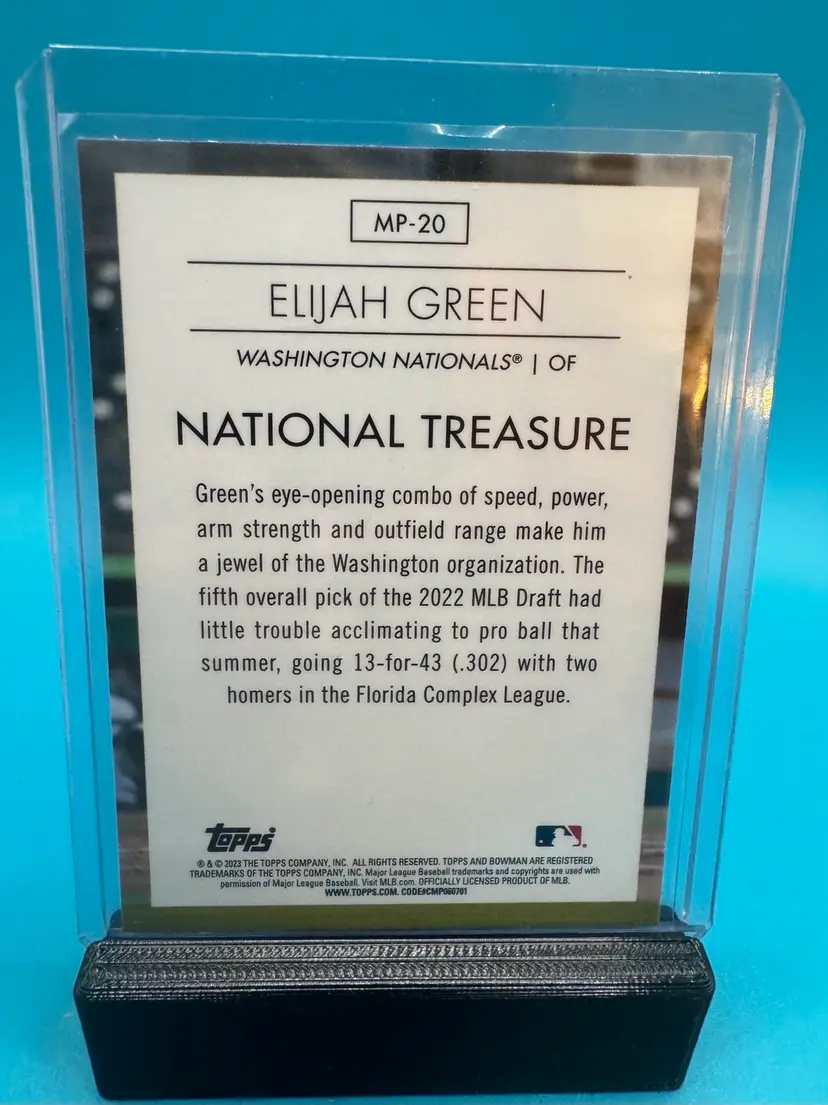 MP-20
ELIJAH GREEN
WASHINGTON NATIONALS® | OF
NATIONAL TREASURE
Green's eye-opening combo of speed, power,
arm strength and outfield range make him
a jewel of the Washington organization. The
fifth overall pick of the 2022 MLB Draft had
little trouble acclimating to pro ball that
summer, going 13-for-43 (.302) with two
homers in the Florida Complex League.
topps
® & © 2023 THE TOPPS COMPANY, INC. ALL RIGHTS RESERVED. TOPPS AND BOWMAN ARE REGISTERED
TRADEMARKS OF THE TOPPS COMPANY, INC. Major League Baseball trademarks and copyrights are used with
permission of Major League Baseball. Visit MLB.com. OFFICIALLY LICENSED PRODUCT OF MLB.
WWW.TOPPS.COM. CODE#CMP060701